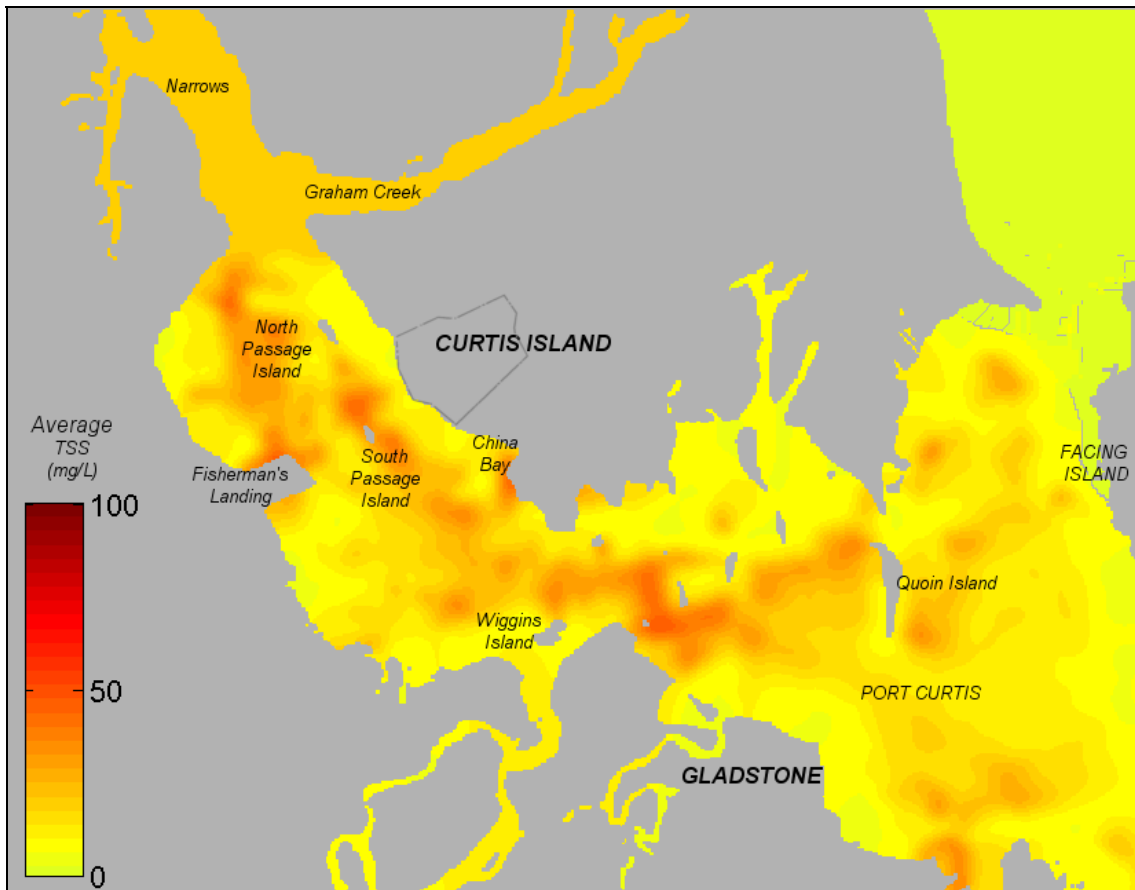 Narrows
Graham Creek
North
Passage
Island
CURTIS ISLAND
Average
TSS
(mg/L)
Fisherman's
Landing
South
Passage
Island
China
Bay
FACING
ISLAND
100
50
0
Quoin Island
Wiggins
Island
PORT CURTIS
GLADSTONE